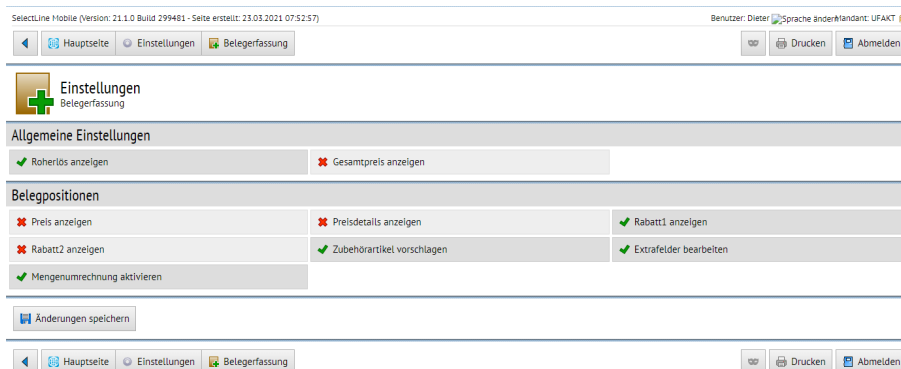 SelectLine Mobile (Version: 21.1.0 Build 299481 - Seite erstellt: 23.03.2021 07:52:57) Benutzer: Dieter Sprache ändern Mandant: UFAKT
Hauptseite Einstellungen Belegerfassung Drucken Abmelden
Einstellungen
Belegerfassung
Allgemeine Einstellungen
Roherlös anzeigen Gesamtpreis anzeigen
Belegpositionen
Preis anzeigen Preisdetails anzeigen Rabatt1 anzeigen
Rabatt2 anzeigen Zubehörartikel vorschlagen Extrafelder bearbeiten
Mengenumrechnung aktivieren
Änderungen speichern
Hauptseite Einstellungen Belegerfassung Drucken Abmelden